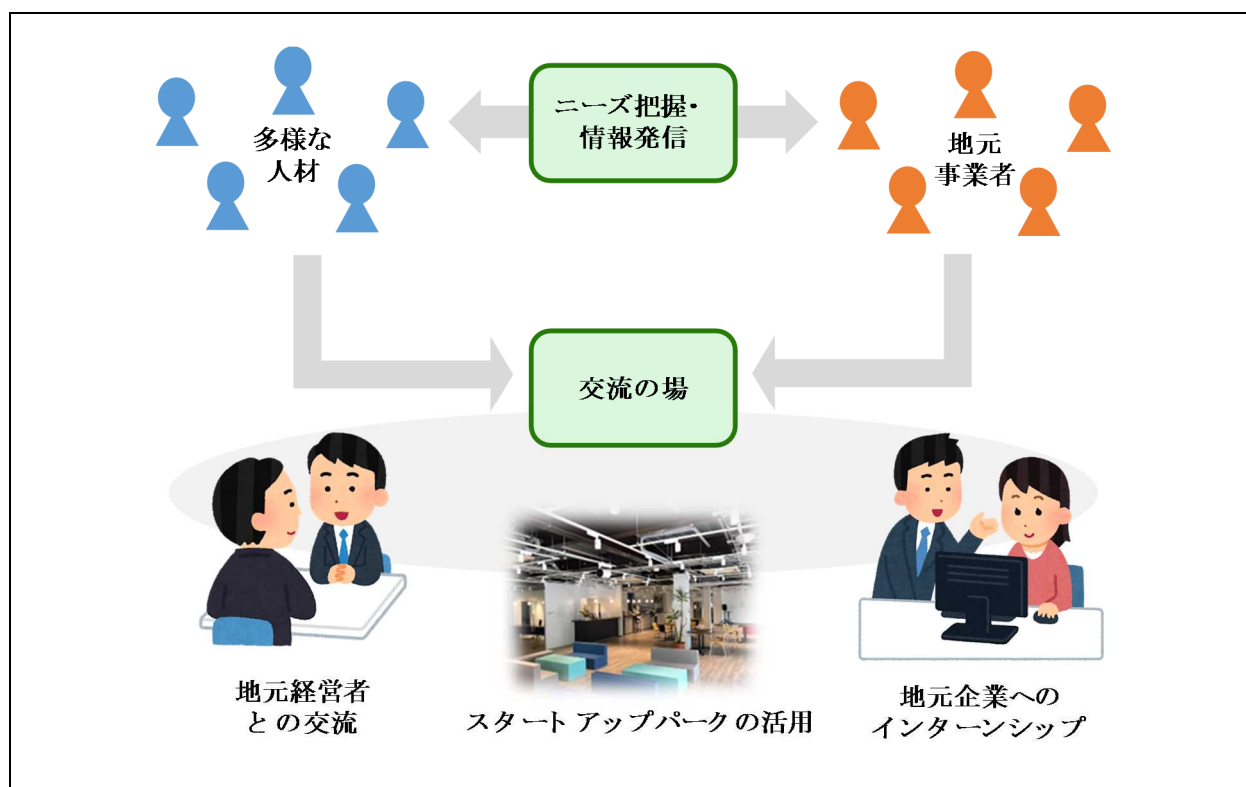 ニーズ把握・
情報発信
多様な
人材
地元
事業者
交流の場
地元経営者
との交流
スタートアップパークの活用
地元企業への
インターンシップ